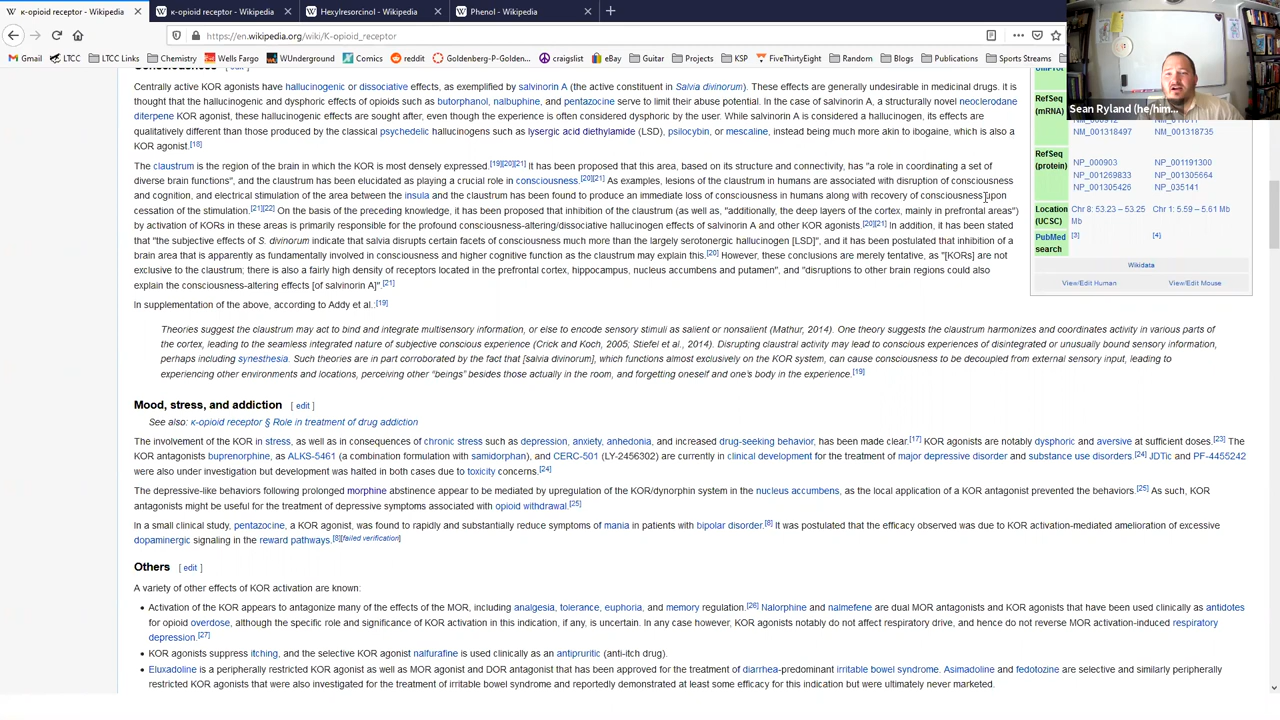 κ-opioid receptor - Wikipedia
κ-opioid receptor - Wikipedia
Hexylresorcinol - Wikipedia
Phenol - Wikipedia
https://en.wikipedia.org/wiki/K-opioid_receptor
Gmail LTCC LTCC Links Chemistry Wells Fargo WUnderground Comics reddit Goldenberg-P-Golden... craigslist eBay Guitar Projects KSP FiveThirtyEight Random Blogs Publications Sports Streams
Sean Ryland (he/him...
[ edit ]
Centrally active KOR agonists have hallucinogenic or dissociative effects, as exemplified by salvinorin A (the active constituent in Salvia divinorum). These effects are generally undesirable in medicinal drugs. it is
thought that the hallucinogenic and dysphoric effects of opioids such as butorphanol, nalbuphine, and pentazocine serve to limit their abuse potential. In the case of salvinorin A, a structurally novel neoclerodane
diterpene KOR agonist, these hallucinogenic effects are sought after, even though the experience is often considered dysphoric by the user. While salvinorin A is considered a hallucinogen, its effects are
qualitatively different than those produced by the classical psychedelic hallucinogens such as lysergic acid diethylamide (LSD), psilocybin, or mescaline, instead being much more akin to ibogaine, which is also a
KOR agonist.[18]
The claustrum is the region of the brain in which the KOR is most densely expressed.[19][20][21] It has been proposed that this area, based on its structure and connectivity, has "a role in coordinating a set of
diverse brain functions", and the claustrum has been elucidated as playing a crucial role in consciousness.[20][21] As examples, lesions of the claustrum in humans are associated with disruption of consciousness
and cognition, and electrical stimulation of the area between the insula and the claustrum has been found to produce an immediate loss of consciousness in humans along with recovery of consciousness upon
cessation of the stimulation.[21][22] On the basis of the preceding knowledge, it has been proposed that inhibition of the claustrum (as well as, "additionally, the deep layers of the cortex, mainly in prefrontal areas")
by activation of KORs in these areas is primarily responsible for the profound consciousness-altering/dissociative hallucinogen effects of salvinorin A and other KOR agonists.[20][21] In addition, it has been stated
that "the subjective effects of S. divinorum indicate that salvia disrupts certain facets of consciousness much more than the largely serotonergic hallucinogen [LSD]", and it has been postulated that inhibition of a
brain area that is apparently as fundamentally involved in consciousness and higher cognitive function as the claustrum may explain this.[20] However, these conclusions are merely tentative, as "[KORs] are not
exclusive to the claustrum; there is also a fairly high density of receptors located in the prefrontal cortex, hippocampus, nucleus accumbens and putamen", and "disruptions to other brain regions could also
explain the consciousness-altering effects [of salvinorin A]".[21]
In supplementation of the above, according to Addy et al.:[19]
Theories suggest the claustrum may act to bind and integrate multisensory information, or else to encode sensory stimuli as salient or nonsalient (Mathur, 2014). One theory suggests the claustrum harmonizes and coordinates activity in various parts of
the cortex, leading to the seamless integrated nature of subjective conscious experience (Crick and Koch, 2005; Stiefel et al., 2014). Disrupting claustral activity may lead to conscious experiences of disintegrated or unusually bound sensory information,
perhaps including synesthesia. Such theories are in part corroborated by the fact that [salvia divinorum], which functions almost exclusively on the KOR system, can cause consciousness to be decoupled from external sensory input, leading to
experiencing other environments and locations, perceiving other “beings” besides those actually in the room, and forgetting oneself and one's body in the experience.[19]
RefSeq (mRNA)
NM_001318497 NM_001318735
RefSeq (protein)
NP_000903 NP_001191300
NP_001269833 NP_001305664
NP_001305426 NP_035141
Location (UCSC)
Chr 8: 53.23 – 53.25 Mb
Chr 1: 5.59 – 5.61 Mb
PubMed search
[3] [4]
Wikidata
View/Edit Human View/Edit Mouse
Mood, stress, and addiction [ edit ]
See also: κ-opioid receptor § Role in treatment of drug addiction
The involvement of the KOR in stress, as well as in consequences of chronic stress such as depression, anxiety, anhedonia, and increased drug-seeking behavior, has been made clear.[17] KOR agonists are notably dysphoric and aversive at sufficient doses.[23] The
KOR antagonists buprenorphine, as ALKS-5461 (a combination formulation with samidorphan), and CERC-501 (LY-2456302) are currently in clinical development for the treatment of major depressive disorder and substance use disorders.[24] JDTic and PF-4455242
were also under investigation but development was halted in both cases due to toxicity concerns.[24]
The depressive-like behaviors following prolonged morphine abstinence appear to be mediated by upregulation of the KOR/dynorphin system in the nucleus accumbens, as the local application of a KOR antagonist prevented the behaviors.[25] As such, KOR
antagonists might be useful for the treatment of depressive symptoms associated with opioid withdrawal.[25]
In a small clinical study, pentazocine, a KOR agonist, was found to rapidly and substantially reduce symptoms of mania in patients with bipolar disorder.[8] It was postulated that the efficacy observed was due to KOR activation-mediated amelioration of excessive
dopaminergic signaling in the reward pathways.[8][failed verification]
Others [ edit ]
A variety of other effects of KOR activation are known:
• Activation of the KOR appears to antagonize many of the effects of the MOR, including analgesia, tolerance, euphoria, and memory regulation.[26] Nalorphine and nalmefene are dual MOR antagonists and KOR agonists that have been used clinically as antidotes
for opioid overdose, although the specific role and significance of KOR activation in this indication, if any, is uncertain. In any case however, KOR agonists notably do not affect respiratory drive, and hence do not reverse MOR activation-induced respiratory
depression.[27]
• KOR agonists suppress itching, and the selective KOR agonist nalfurafine is used clinically as an antipruritic (anti-itch drug).
• Eluxadoline is a peripherally restricted KOR agonist as well as MOR agonist and DOR antagonist that has been approved for the treatment of diarrhea-predominant irritable bowel syndrome. Asimadoline and fedotozine are selective and similarly peripherally
restricted KOR agonists that were also investigated for the treatment of irritable bowel syndrome and reportedly demonstrated at least some efficacy for this indication but were ultimately never marketed.